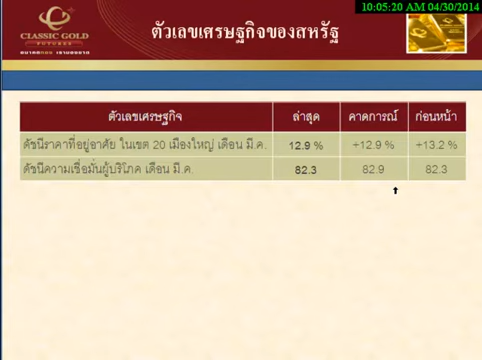 10:05:20 AM 04/30/2014
CLASSIC GOLD
FUTURES
ตัวเลขเศรษฐกิจของสหรัฐ
ตัวเลขเศรษฐกิจ ล่าสุด คาดการณ์ ก่อนหน้า
ดัชนีราคาที่อยู่อาศัย ในเขต 20 เมืองใหญ่ เดือน มี.ค. 12.9 % +12.9 % +13.2 %
ดัชนีความเชื่อมั่นผู้บริโภค เดือน มี.ค. 82.3 82.9 82.3